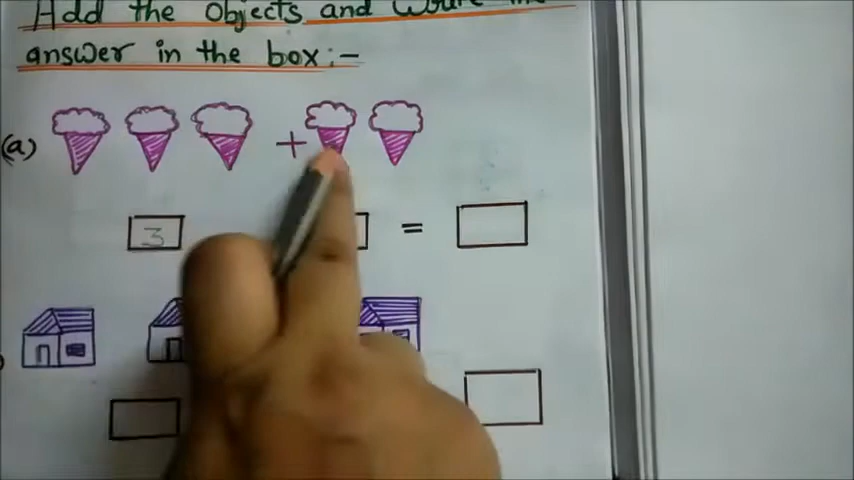 Add the objects and
answer in the box:-
(a) +
3 =